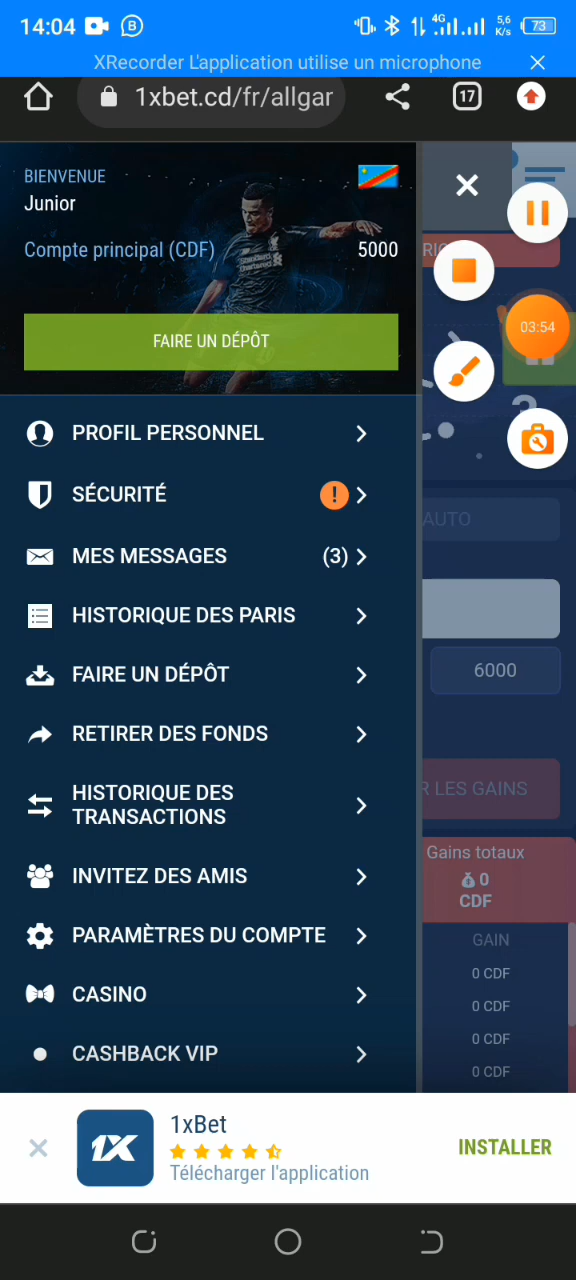 14:04
4G
5,6
K/s
73
XRecorder L'application utilise un microphone
1xbet.cd/fr/allgar
17
BIENVENUE
Junior
Compte principal (CDF) 5000
FAIRE UN DÉPÔT
03:54
PROFIL PERSONNEL
SÉCURITÉ !
AUTO
MES MESSAGES (3)
HISTORIQUE DES PARIS
FAIRE UN DÉPÔT
6000
RETIRER DES FONDS
HISTORIQUE DES
TRANSACTIONS
R LES GAINS
Gains totaux
0
CDF
INVITEZ DES AMIS
PARAMÈTRES DU COMPTE
GAIN
0 CDF
CASINO
0 CDF
0 CDF
CASHBACK VIP
0 CDF
1X
1xBet
Télécharger l'application
INSTALLER